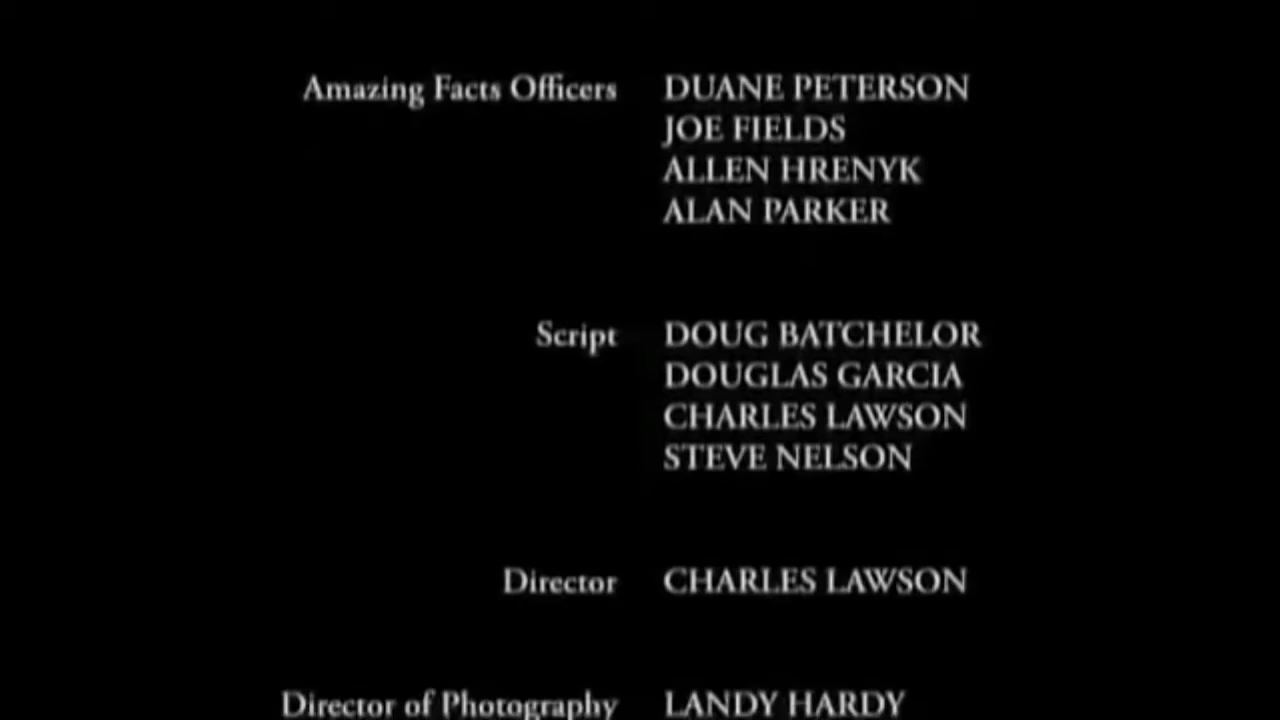 Amazing Facts Officers DUANE PETERSON
JOE FIELDS
ALLEN HRENYK
ALAN PARKER
Script DOUG BATCHELOR
DOUGLAS GARCIA
CHARLES LAWSON
STEVE NELSON
Director CHARLES LAWSON
Director of Photography LANDY HARDY